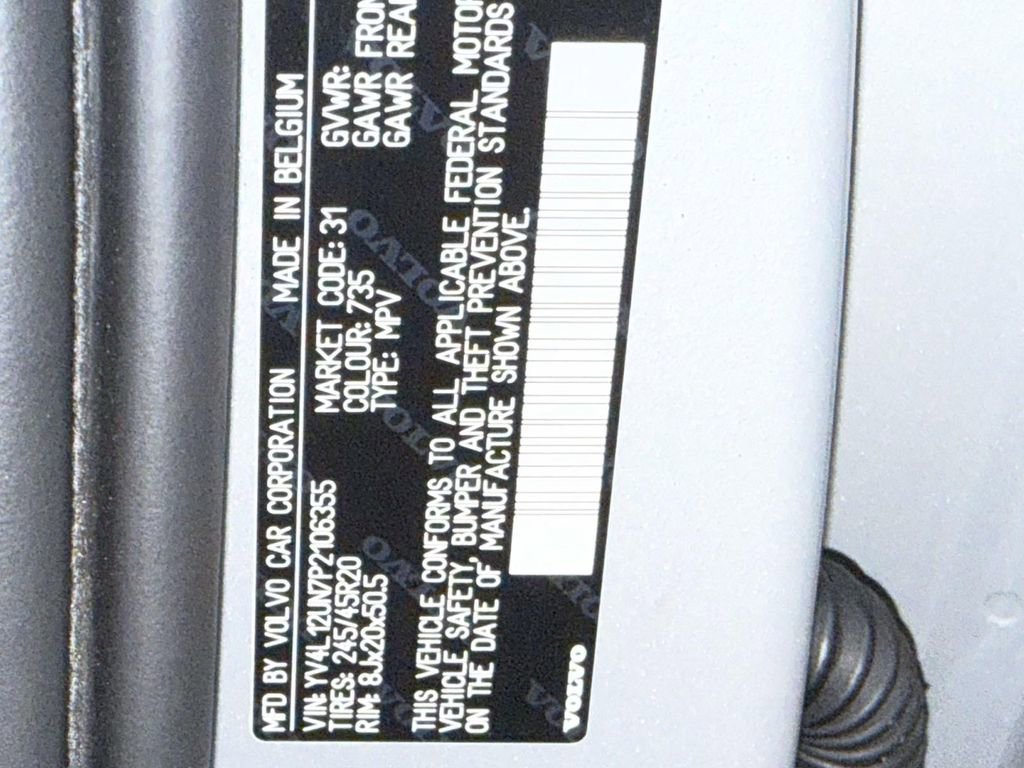 MFD BY VOLVO CAR CORPORATION MADE IN BELGIUM
VIN: YV4L12UN7P2106355 MARKET CODE: 31 GVWR:
TIRES: 245/45R20 COLOUR: 735 GAWR FRON
RIM: 8Jx20x50.5 TYPE: MPV GAWR REAR
THIS VEHICLE CONFORMS TO ALL APPLICABLE FEDERAL MOTOR
VEHICLE SAFETY, BUMPER AND THEFT PREVENTION STANDARDS
ON THE DATE OF MANUFACTURE SHOWN ABOVE.
VOLVO